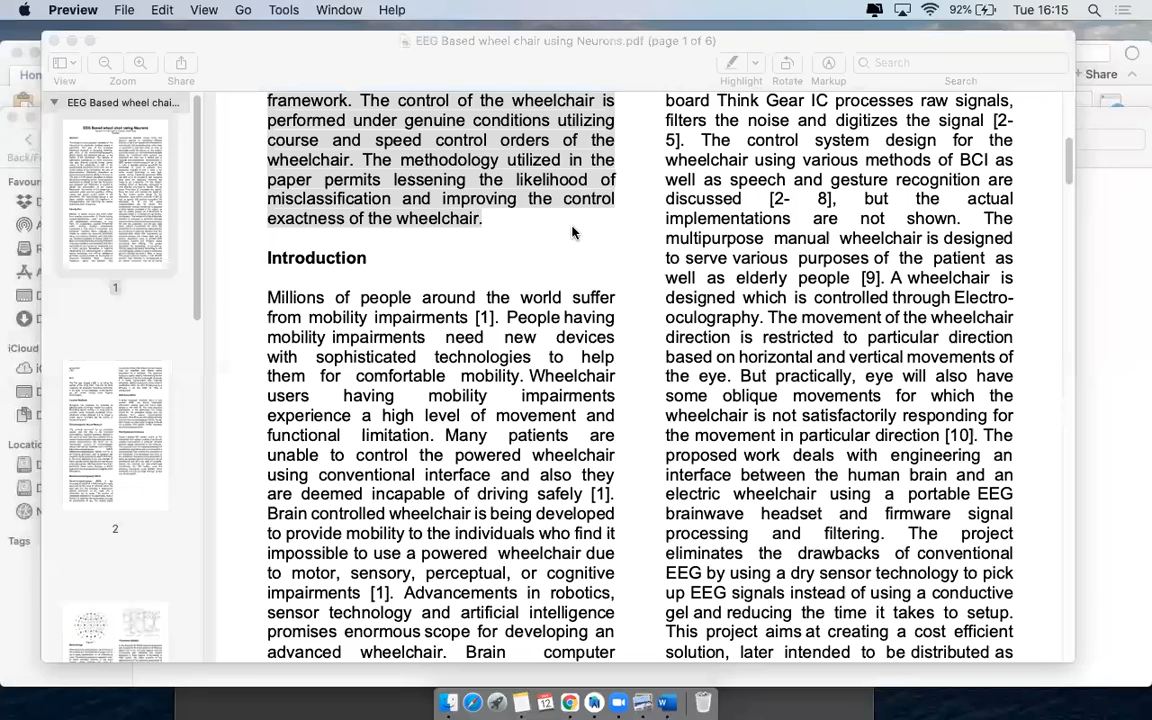 Preview File Edit View Go Tools Window Help 92% Tue 16:15
EEG Based wheel chair using Neurons.pdf (page 1 of 6)
View Zoom Share Highlight Rotate Markup Search
Search
Share
EEG Based wheel chai...
1
2
Back/F
Favour
iCloud
Locatio
Tags
framework. The control of the wheelchair is
performed under genuine conditions utilizing
course and speed control orders of the
wheelchair. The methodology utilized in the
paper permits lessening the likelihood of
misclassification and improving the control
exactness of the wheelchair.
Introduction
Millions of people around the world suffer
from mobility impairments [1]. People having
mobility impairments need new devices
with sophisticated technologies to help
them for comfortable mobility. Wheelchair
users having mobility impairments
experience a high level of movement and
functional limitation. Many patients are
unable to control the powered wheelchair
using conventional interface and also they
are deemed incapable of driving safely [1].
Brain controlled wheelchair is being developed
to provide mobility to the individuals who find it
impossible to use a powered wheelchair due
to motor, sensory, perceptual, or cognitive
impairments [1]. Advancements in robotics,
sensor technology and artificial intelligence
promises enormous scope for developing an
advanced wheelchair. Brain computer
board Think Gear IC processes raw signals,
filters the noise and digitizes the signal [2-
5]. The control system design for the
wheelchair using various methods of BCI as
well as speech and gesture recognition are
discussed [2- 8], but the actual
implementations are not shown. The
multipurpose manual wheelchair is designed
to serve various purposes of the patient as
well as elderly people [9]. A wheelchair is
designed which is controlled through Electro-
oculography. The movement of the wheelchair
direction is restricted to particular direction
based on horizontal and vertical movements of
the eye. But practically, eye will also have
some oblique movements for which the
wheelchair is not satisfactorily responding for
the movement in particular direction [10]. The
proposed work deals with engineering an
interface between the human brain and an
electric wheelchair using a portable EEG
brainwave headset and firmware signal
processing and filtering. The project
eliminates the drawbacks of conventional
EEG by using a dry sensor technology to pick
up EEG signals instead of using a conductive
gel and reducing the time it takes to setup.
This project aims at creating a cost efficient
solution, later intended to be distributed as